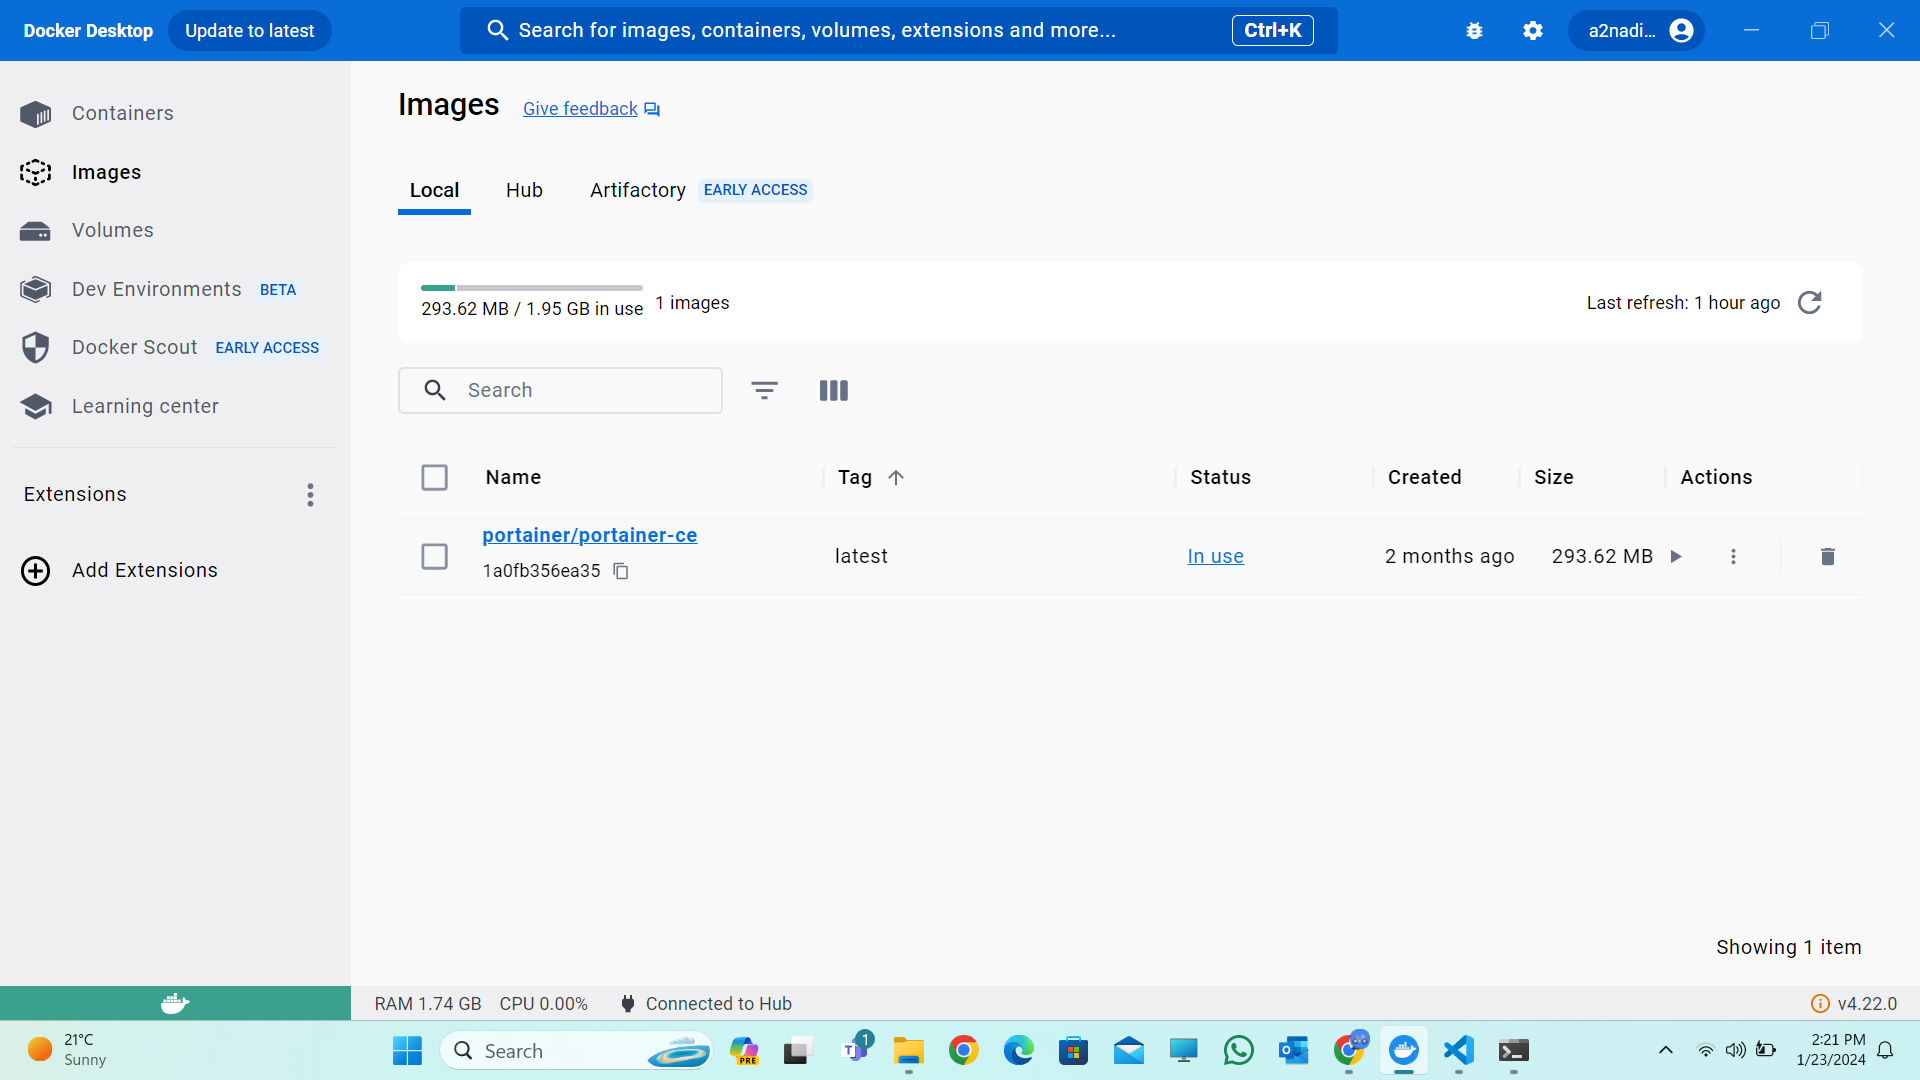 Docker Desktop
Update to latest
Search for images, containers, volumes, extensions and more...
Ctrl+K
a2nadi...
Containers
Images
Volumes
Dev Environments BETA
Docker Scout EARLY ACCESS
Learning center
Extensions
Add Extensions
Images
Give feedback
Local
Hub
Artifactory EARLY ACCESS
293.62 MB / 1.95 GB in use
1 images
Last refresh: 1 hour ago
Search
Name
Tag
Status
Created
Size
Actions
portainer/portainer-ce
1a0fb356ea35
latest
In use
2 months ago
293.62 MB
Showing 1 item
RAM 1.74 GB CPU 0.00%
Connected to Hub
v4.22.0
21°C
Sunny
Search
PRE
T
1
2:21 PM
1/23/2024